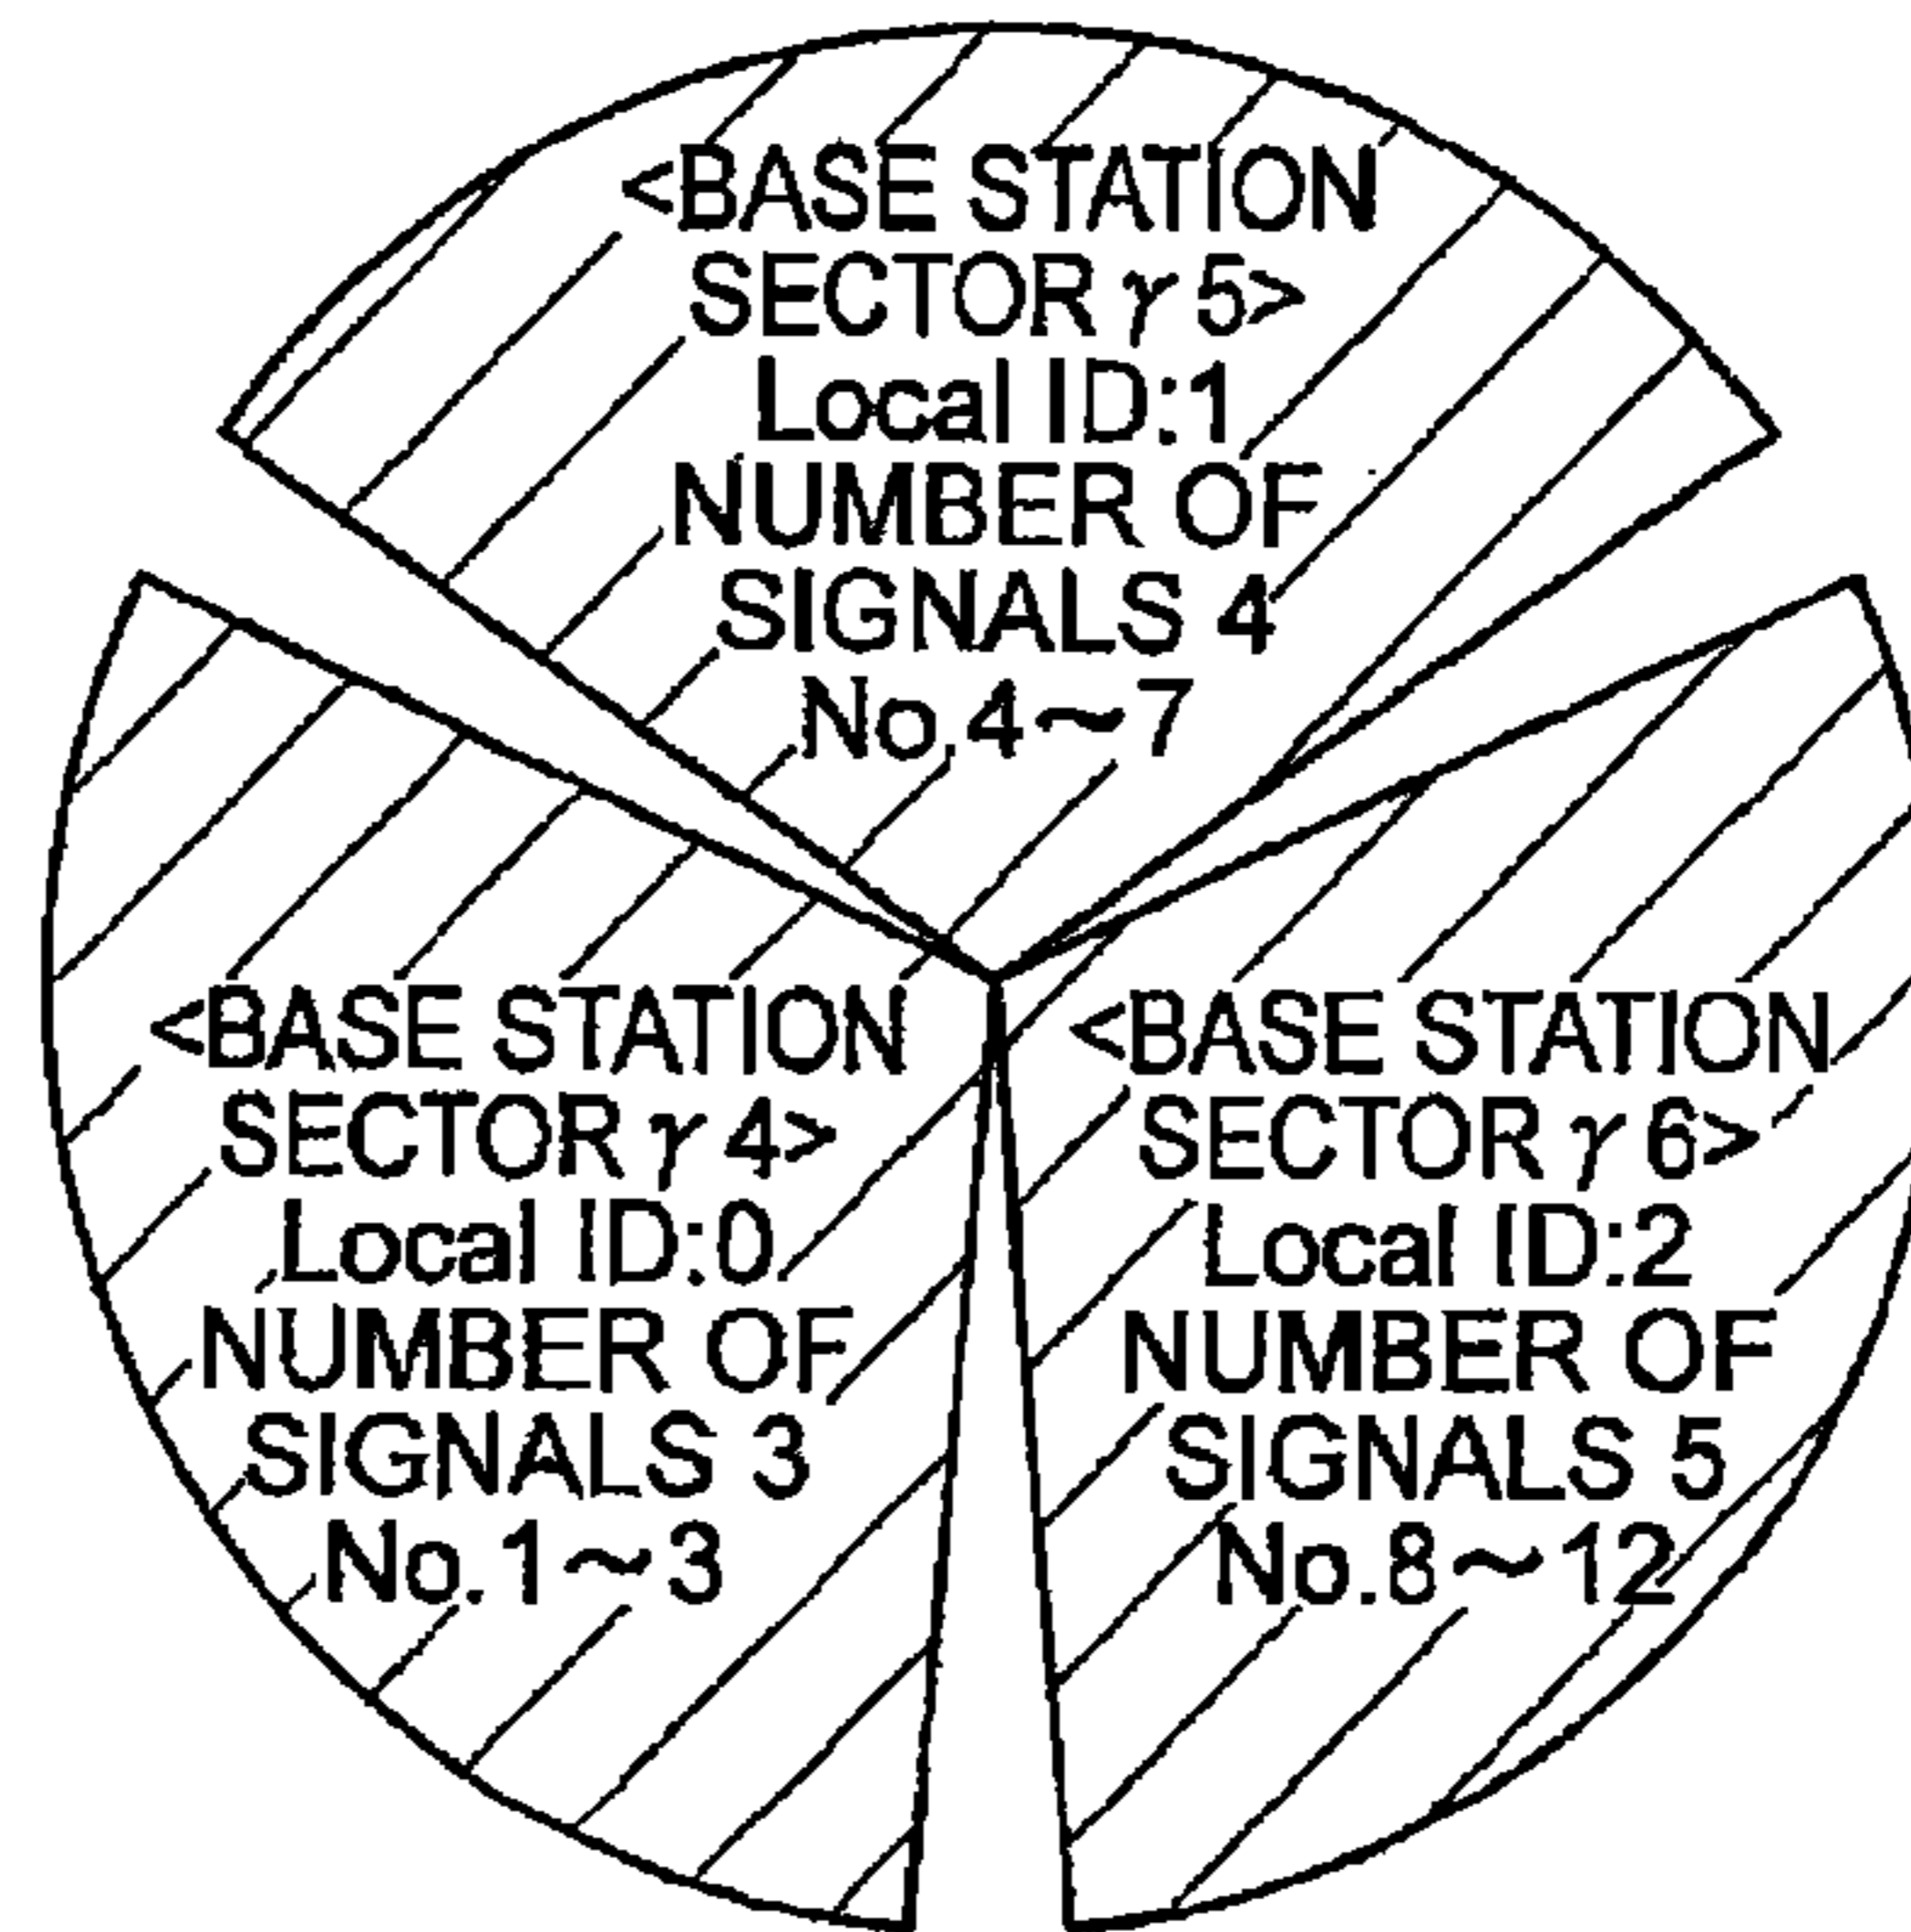 <BASE STATION
SECTOR γ 5>
Local ID:1
NUMBER OF
SIGNALS 4
No.4~7
<BASE STATION
SECTOR γ 4>
Local ID:0
NUMBER OF
SIGNALS 3
No.1~3
<BASE STATION
SECTOR γ 6>
Local ID:2
NUMBER OF
SIGNALS 5
No.8~12